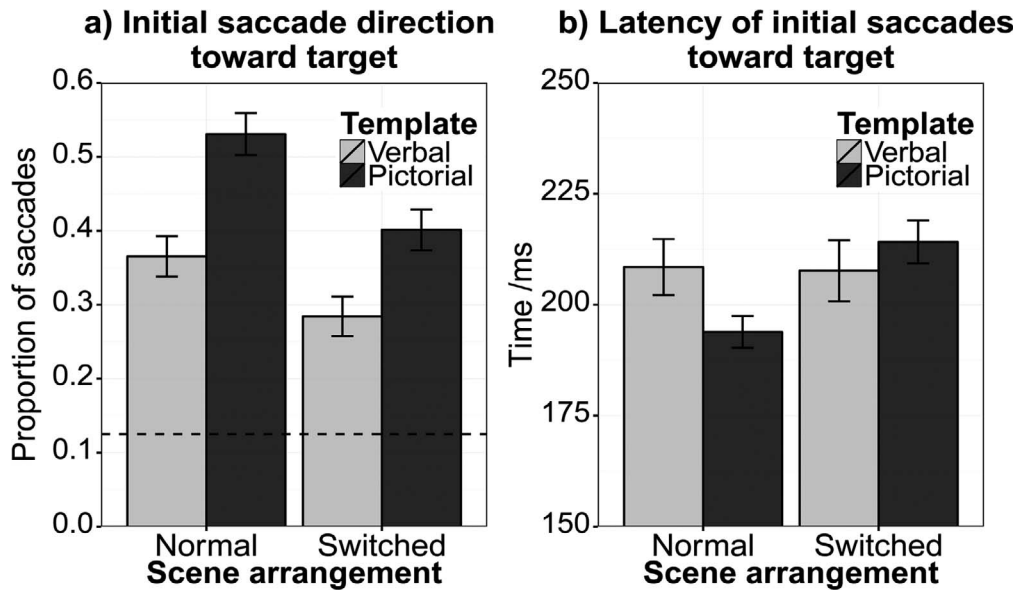 a) Initial saccade direction
toward target
Proportion of saccades
0.6
0.5
0.4
0.3
0.2
0.1
0.0
Template
Verbal
Pictorial
Normal
Switched
Scene arrangement
b) Latency of initial saccades
toward target
Time /ms
250
225
200
175
150
Template
Verbal
Pictorial
Normal
Switched
Scene arrangement